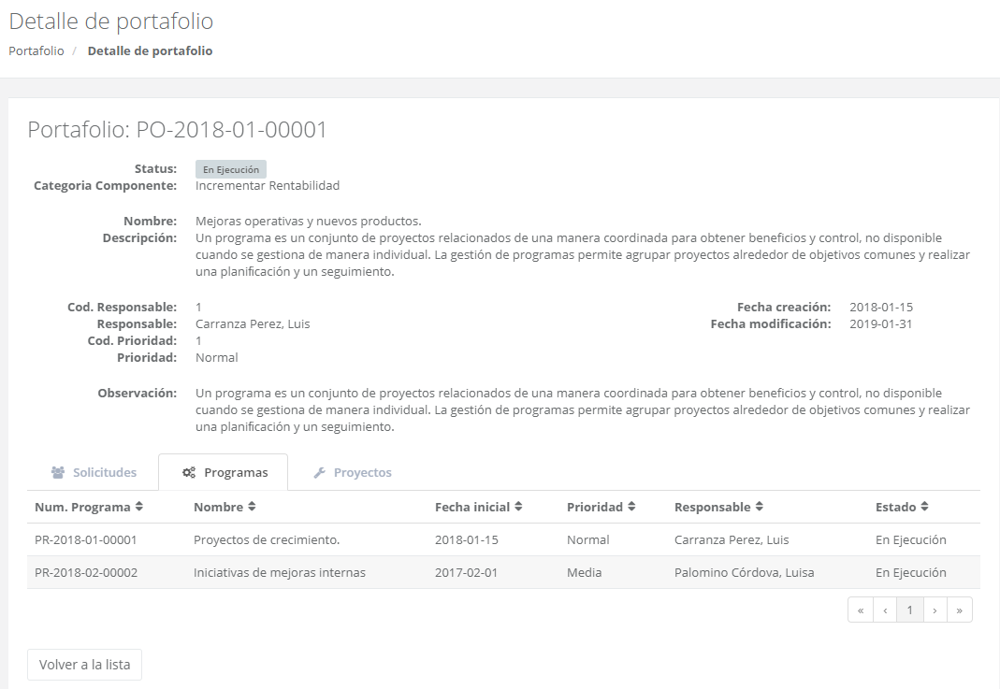 Detalle de portafolio
Portafolio / Detalle de portafolio
Portafolio: PO-2018-01-00001
Status: En Ejecución
Categoria Componente: Incrementar Rentabilidad
Nombre: Mejoras operativas y nuevos productos.
Descripción: Un programa es un conjunto de proyectos relacionados de una manera coordinada para obtener beneficios y control, no disponible
cuando se gestiona de manera individual. La gestión de programas permite agrupar proyectos alrededor de objetivos comunes y realizar
una planificación y un seguimiento.
Cod. Responsable: 1 Fecha creación: 2018-01-15
Responsable: Carranza Perez, Luis Fecha modificación: 2019-01-31
Cod. Prioridad: 1
Prioridad: Normal
Observación: Un programa es un conjunto de proyectos relacionados de una manera coordinada para obtener beneficios y control, no disponible
cuando se gestiona de manera individual. La gestión de programas permite agrupar proyectos alrededor de objetivos comunes y realizar
una planificación y un seguimiento.
Solicitudes Programas Proyectos
Num. Programa Nombre Fecha inicial Prioridad Responsable Estado
PR-2018-01-00001 Proyectos de crecimiento. 2018-01-15 Normal Carranza Perez, Luis En Ejecución
PR-2018-02-00002 Iniciativas de mejoras internas 2017-02-01 Media Palomino Córdova, Luisa En Ejecución
« ‹ 1 › »
Volver a la lista